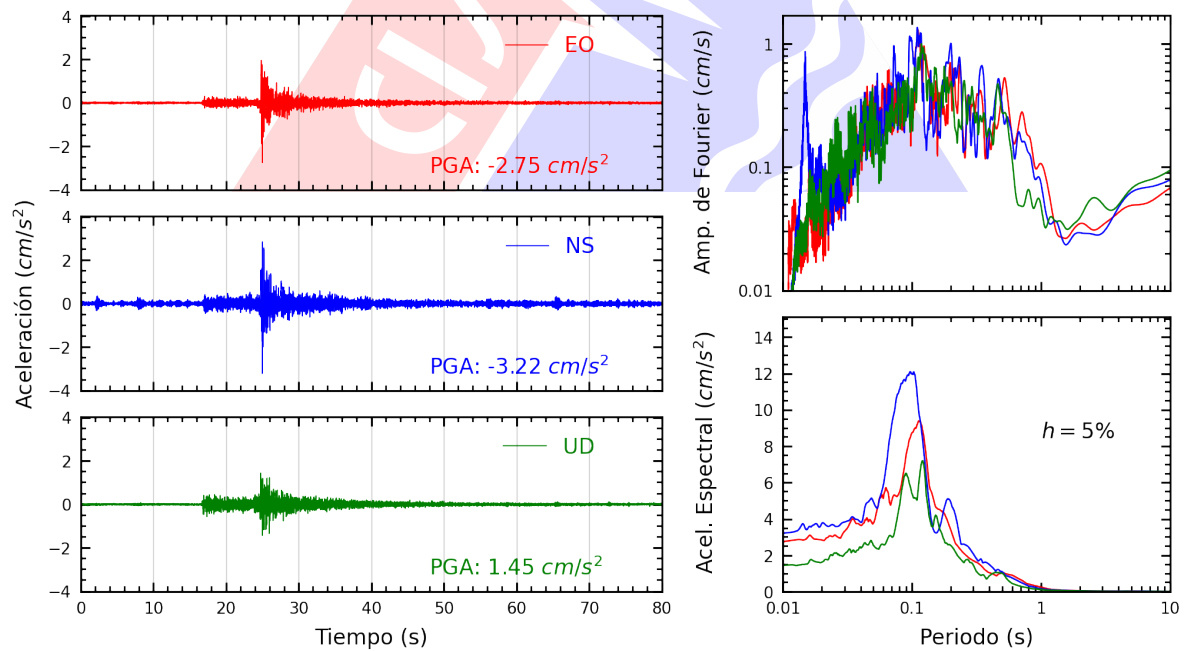 Aceleración (cm/s²)
4
2
0
−2
−4
EO
PGA: -2.75 cm/s²
4
2
0
−2
−4
NS
PGA: -3.22 cm/s²
4
2
0
−2
−4
UD
PGA: 1.45 cm/s²
0 10 20 30 40 50 60 70 80
Tiempo (s)
Amp. de Fourier (cm/s)
1
0.1
0.01
Acel. Espectral (cm/s²)
14
12
10
8
6
4
2
0
h = 5%
0.01 0.1 1 10
Periodo (s)